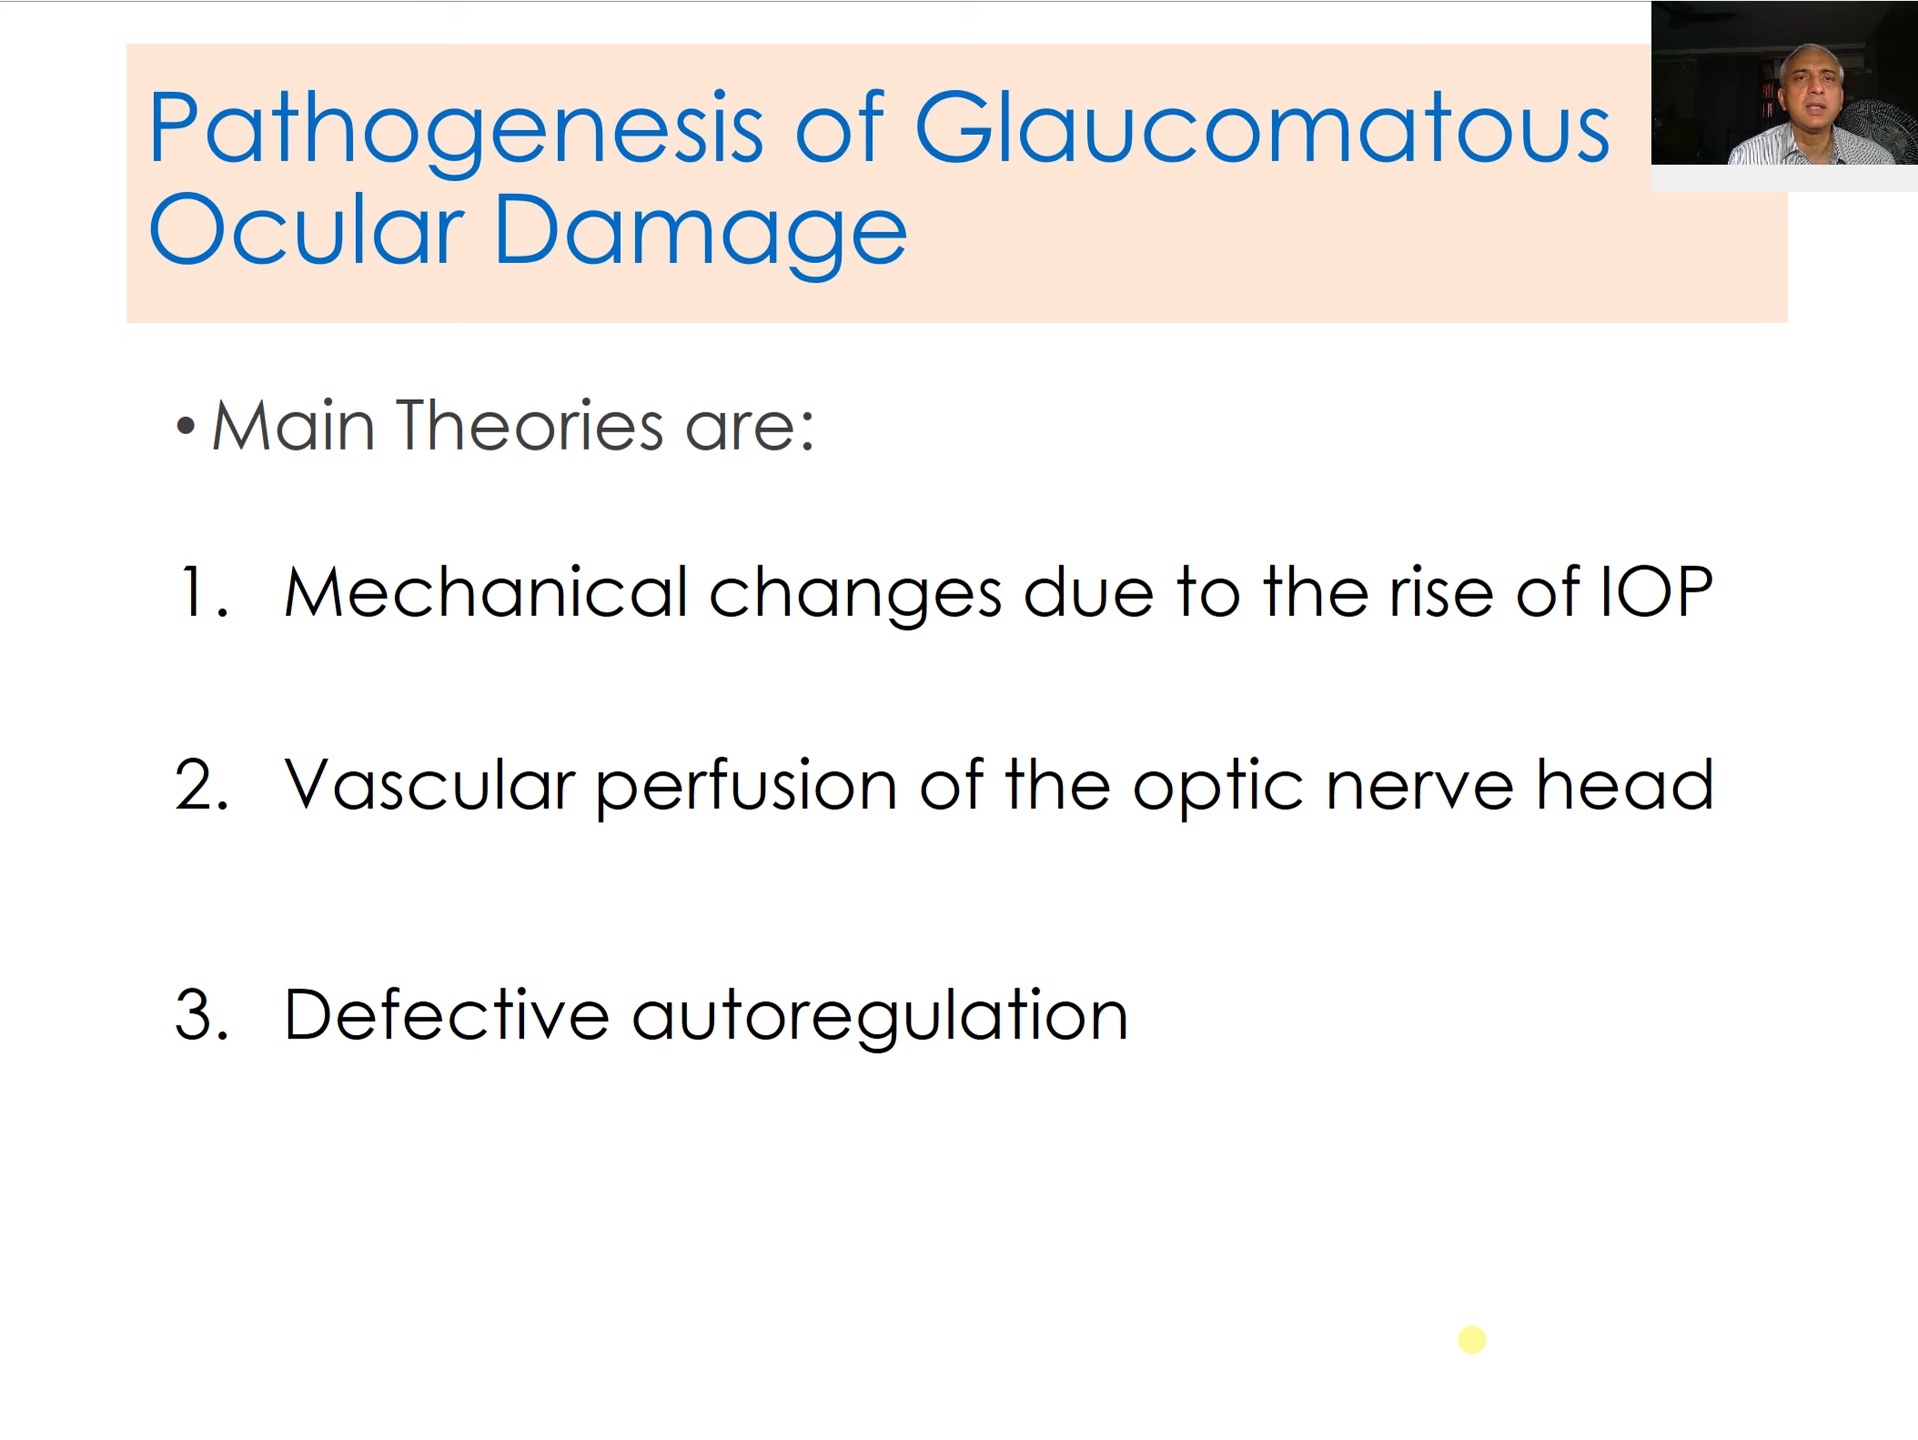 Pathogenesis of Glaucomatous
Ocular Damage
• Main Theories are:
1. Mechanical changes due to the rise of IOP
2. Vascular perfusion of the optic nerve head
3. Defective autoregulation